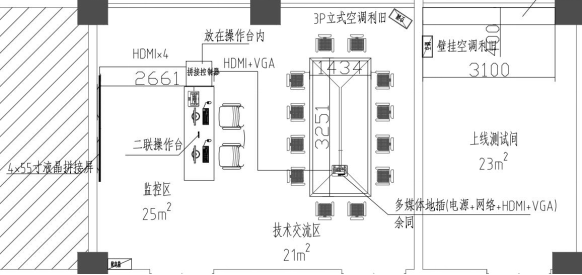 3P立式空调利旧
放在操作台内
HDMI×4
拼接控制器
HDMI+VGA
壁挂空调利旧
400
2661
1434
3100
3251
二联操作台
4×55寸液晶拼接屏
上线测试间
23m²
监控区
25m²
多媒体地插(电源+网络+HDMI+VGA)
余同
技术交流区
21m²